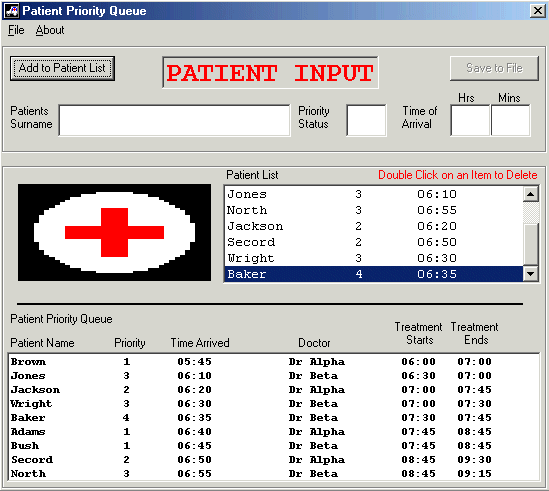 Patient Priority Queue
File About
Add to Patient List PATIENT INPUT Save to File
Hrs Mins
Patients Surname Priority Status Time of Arrival
Patient List Double Click on an Item to Delete
Jones 3 06:10
North 3 06:55
Jackson 2 06:20
Secord 2 06:50
Wright 3 06:30
Baker 4 06:35
Patient Priority Queue
Patient Name Priority Time Arrived Doctor Treatment Starts Treatment Ends
Brown 1 05:45 Dr Alpha 06:00 07:00
Jones 3 06:10 Dr Beta 06:30 07:00
Jackson 2 06:20 Dr Alpha 07:00 07:45
Wright 3 06:30 Dr Beta 07:00 07:30
Baker 4 06:35 Dr Beta 07:30 07:45
Adams 1 06:40 Dr Alpha 07:45 08:45
Bush 1 06:45 Dr Beta 07:45 08:45
Secord 2 06:50 Dr Alpha 08:45 09:30
North 3 06:55 Dr Beta 08:45 09:15